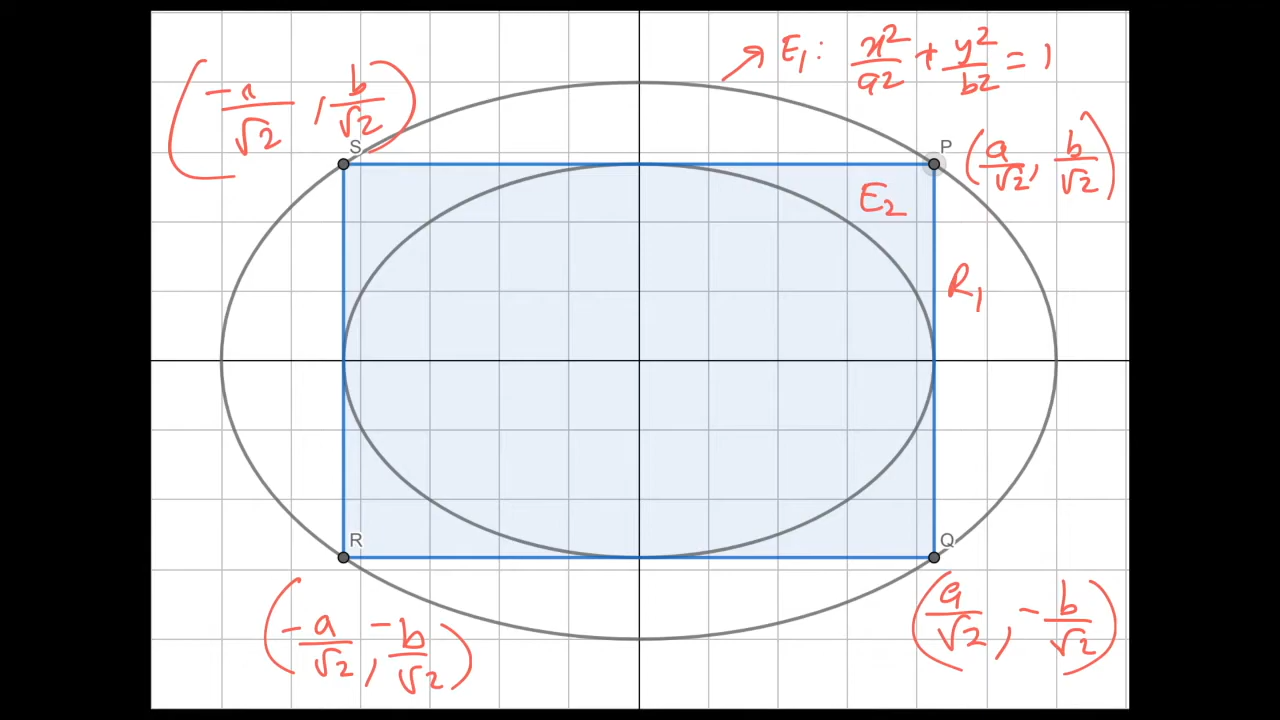 E₁: x²/a² + y²/b² = 1
(-a/√2, b/√2)
S
P
(a/√2, b/√2)
E₂
R₁
R
Q
(-a/√2, -b/√2)
(a/√2, -b/√2)